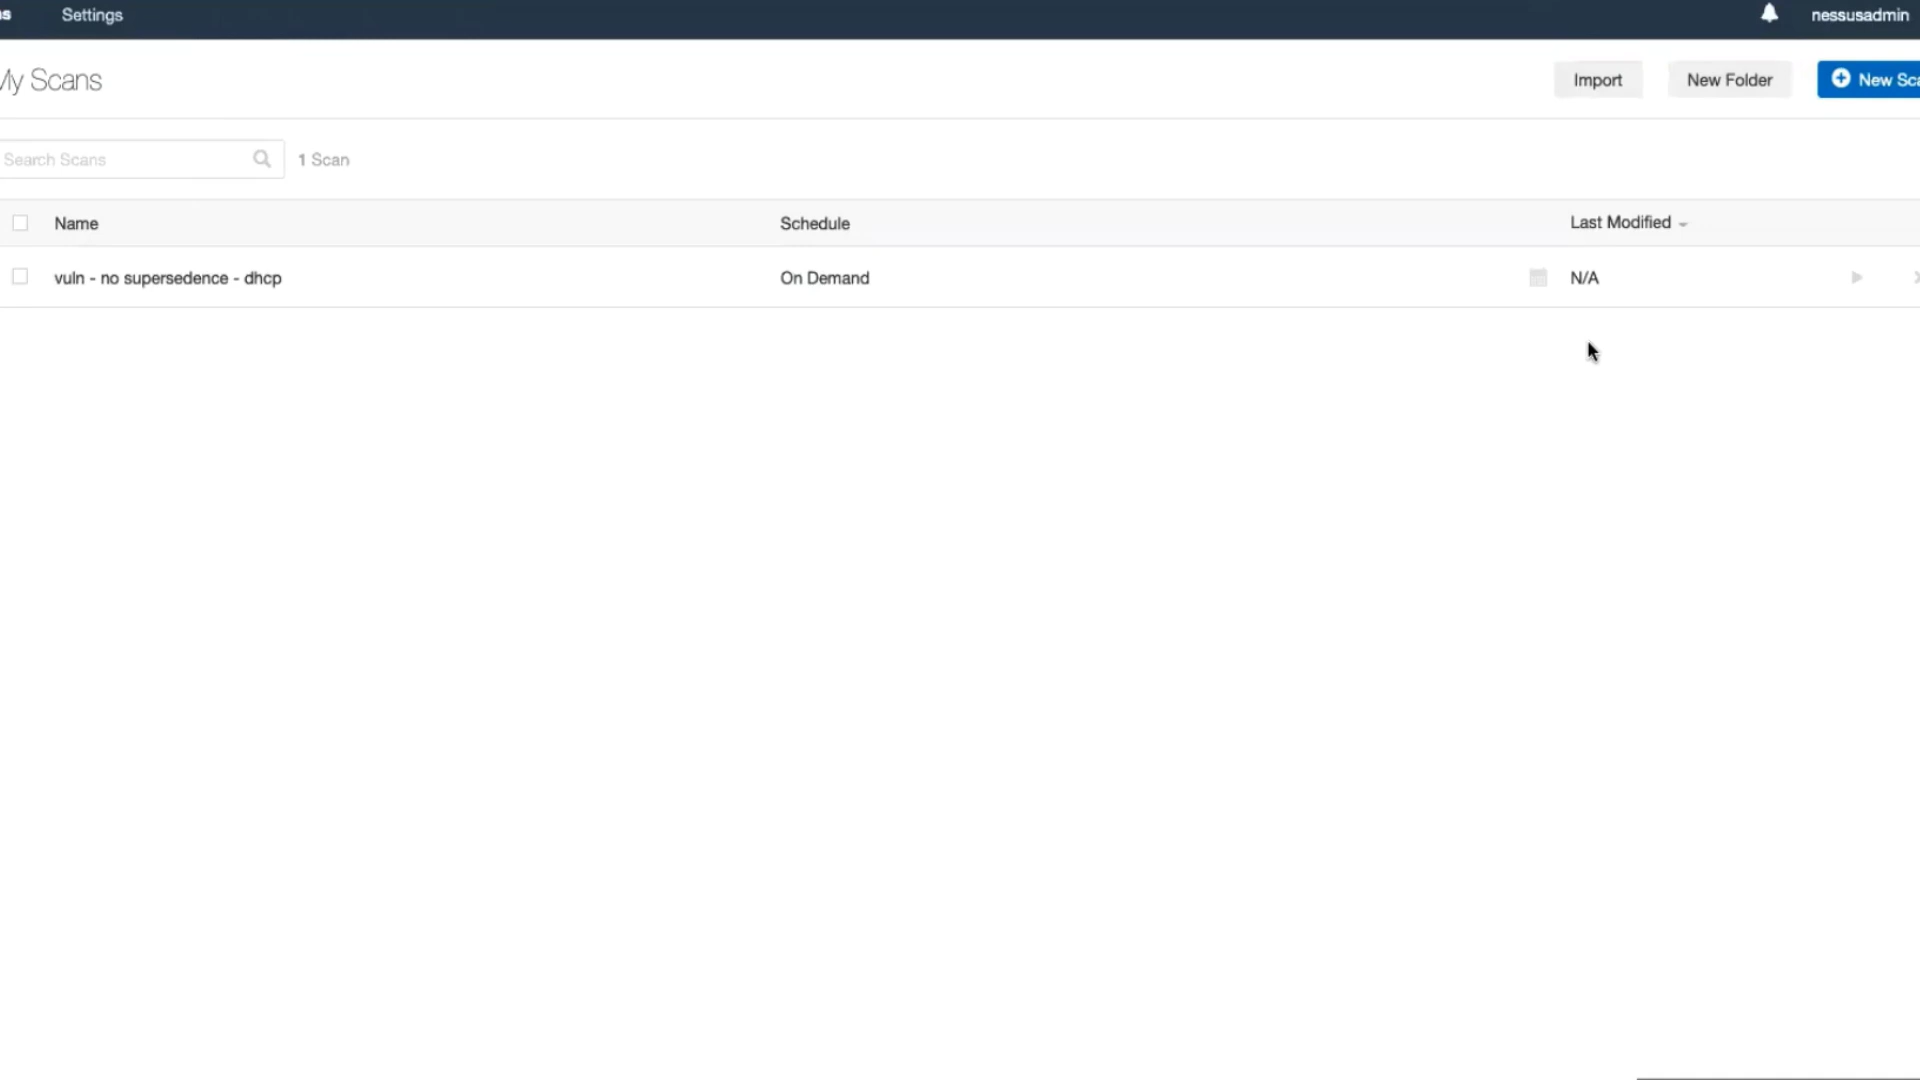 Settings nessusadmin
My Scans Import New Folder New Sca
Search Scans 1 Scan
Name Schedule Last Modified
vuln - no supersedence - dhcp On Demand N/A